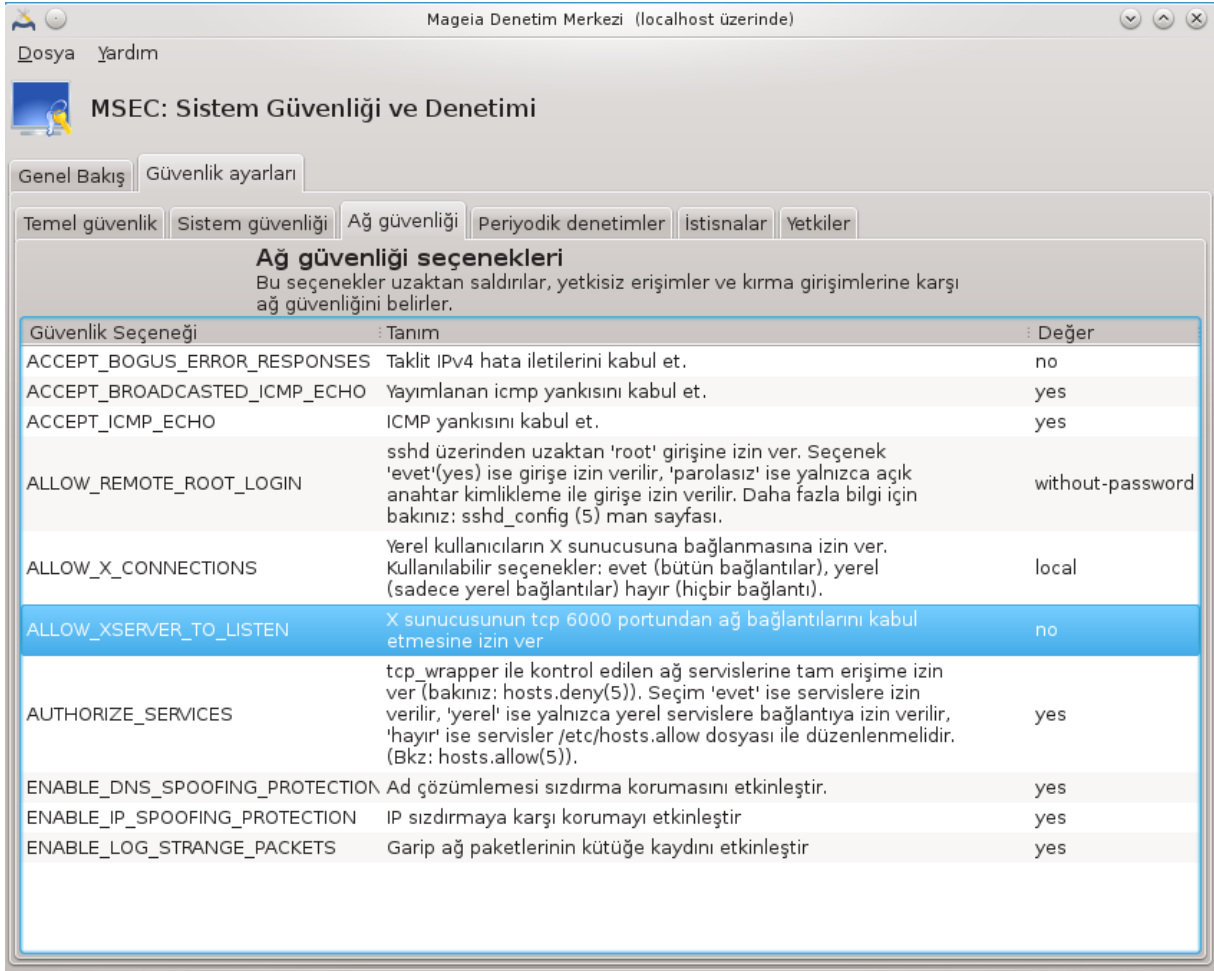 Mageia Denetim Merkezi (localhost üzerinde)
Dosya Yardım
MSEC: Sistem Güvenliği ve Denetimi
Genel Bakış Güvenlik ayarları
Temel güvenlik Sistem güvenliği Ağ güvenliği Periyodik denetimler İstisnalar Yetkiler
Ağ güvenliği seçenekleri
Bu seçenekler uzaktan saldırılar, yetkisiz erişimler ve kırma girişimlerine karşı
ağ güvenliğini belirler.
Güvenlik Seçeneği Tanım Değer
ACCEPT_BOGUS_ERROR_RESPONSES Taklit IPv4 hata iletilerini kabul et. no
ACCEPT_BROADCASTED_ICMP_ECHO Yayımlanan icmp yankısını kabul et. yes
ACCEPT_ICMP_ECHO ICMP yankısını kabul et. yes
sshd üzerinden uzaktan 'root' girişine izin ver. Seçenek
'evet'(yes) ise girişe izin verilir, 'parolasız' ise yalnızca açık
ALLOW_REMOTE_ROOT_LOGIN anahtar kimlikleme ile girişe izin verilir. Daha fazla bilgi için without-password
bakınız: sshd_config (5) man sayfası.
Yerel kullanıcıların X sunucusuna bağlanmasına izin ver.
ALLOW_X_CONNECTIONS Kullanılabilir seçenekler: evet (bütün bağlantılar), yerel local
(sadece yerel bağlantılar) hayır (hiçbir bağlantı).
ALLOW_XSERVER_TO_LISTEN X sunucusunun tcp 6000 portundan ağ bağlantılarını kabul no
etmesine izin ver
tcp_wrapper ile kontrol edilen ağ servislerine tam erişime izin
ver (bakınız: hosts.deny(5)). Seçim 'evet' ise servislere izin
AUTHORIZE_SERVICES verilir, 'yerel' ise yalnızca yerel servislere bağlantıya izin verilir, yes
'hayır' ise servisler /etc/hosts.allow dosyası ile düzenlenmelidir.
(Bkz: hosts.allow(5)).
ENABLE_DNS_SPOOFING_PROTECTION Ad çözümlemesi sızdırma korumasını etkinleştir. yes
ENABLE_IP_SPOOFING_PROTECTION IP sızdırmaya karşı korumayı etkinleştir yes
ENABLE_LOG_STRANGE_PACKETS Garip ağ paketlerinin kütüğe kaydını etkinleştir yes